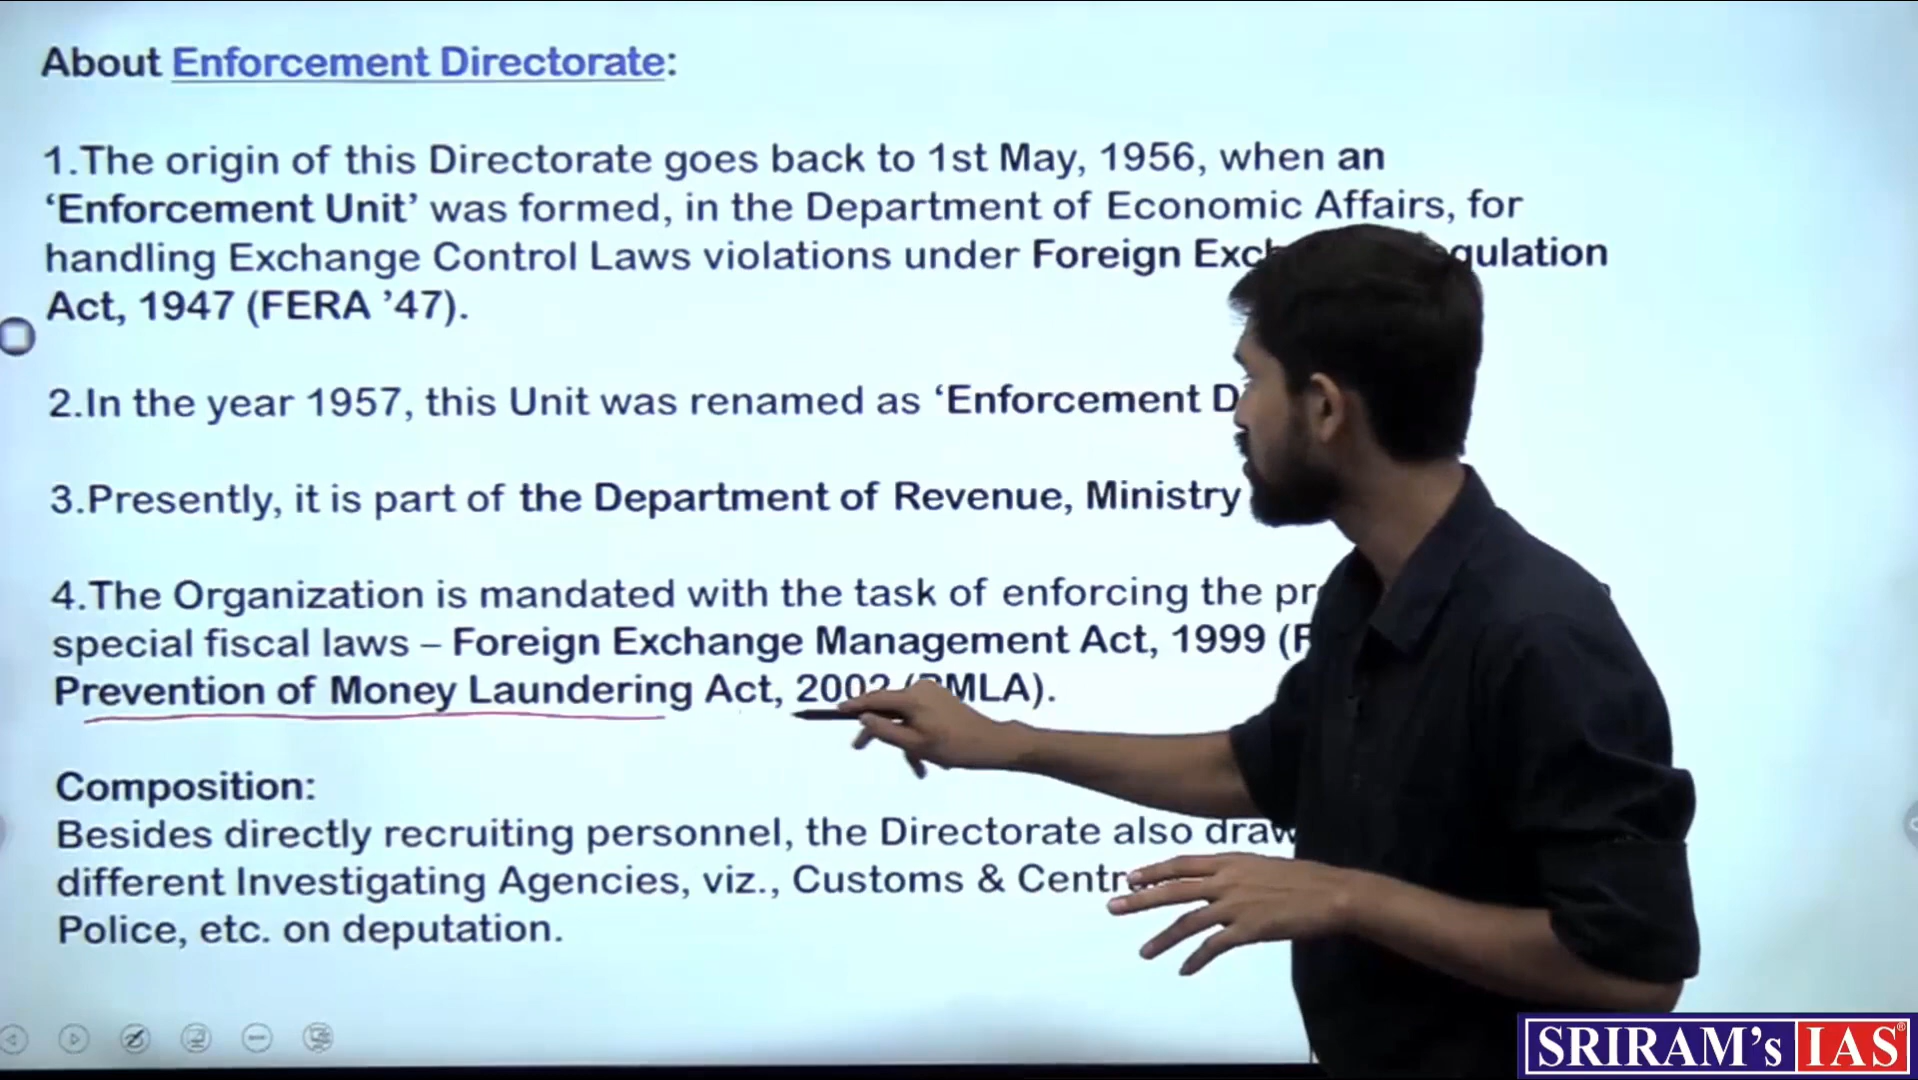 About Enforcement Directorate:
1.The origin of this Directorate goes back to 1st May, 1956, when an
‘Enforcement Unit’ was formed, in the Department of Economic Affairs, for
handling Exchange Control Laws violations under Foreign
Act, 1947 (FERA ’47).
2.In the year 1957, this Unit was renamed as ‘Enforcement
3.Presently, it is part of the Department of Revenue, Ministry
4.The Organization is mandated with the task of enforcing the
special fiscal laws – Foreign Exchange Management Act, 1999
Prevention of Money Laundering Act,
Composition:
Besides directly recruiting personnel, the Directorate also
different Investigating Agencies, viz., Customs &
Police, etc. on deputation.
SRIRAM’s IAS®